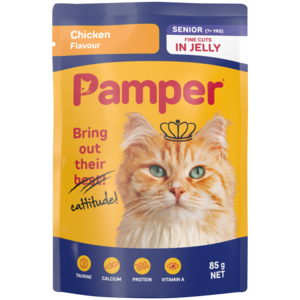 Chicken
Flavour
SENIOR (7+ YRS)
FINE CUTS
IN JELLY
Pamper
Bring
out
their
best!
cattitude!
TAURINE
CALCIUM
PROTEIN
VITAMIN A
85 g
NET